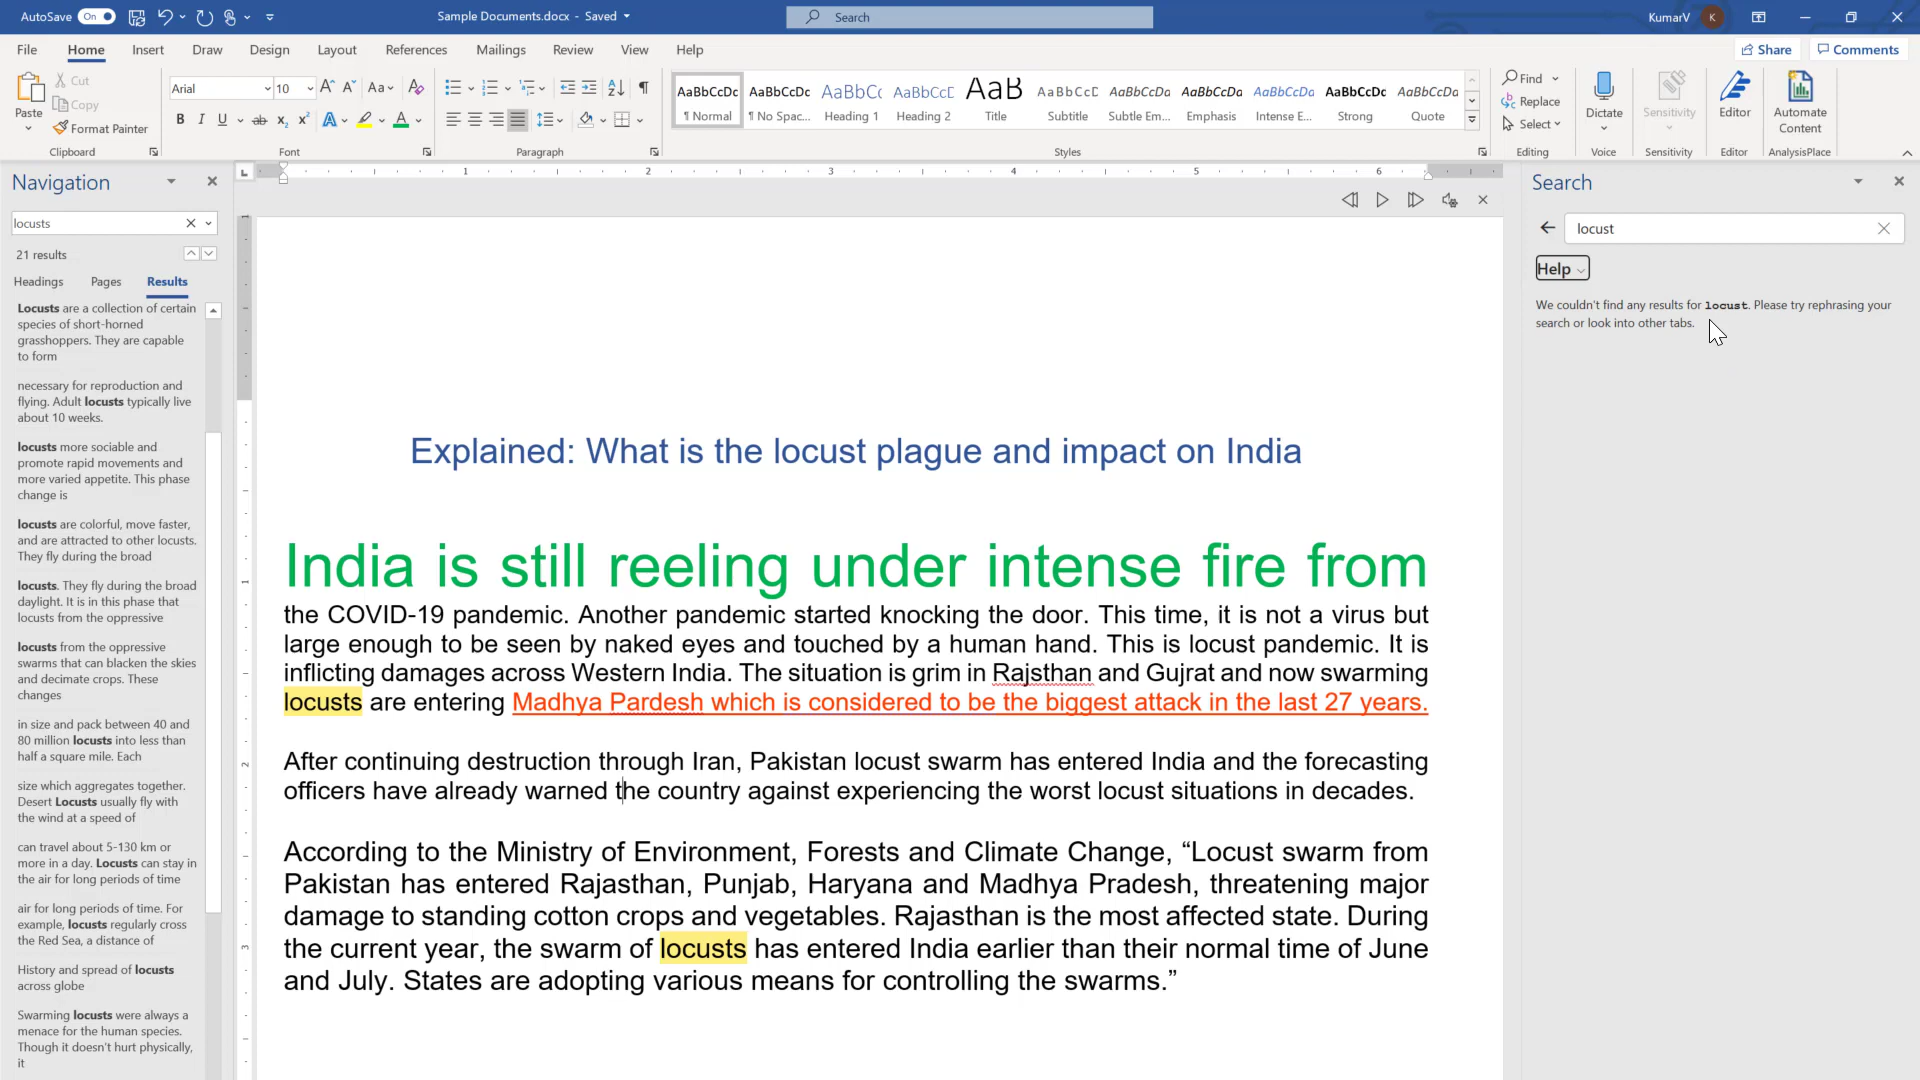 AutoSave On
Sample Documents.docx - Saved
Search
KumarV K
File Home Insert Draw Design Layout References Mailings Review View Help
Share Comments
Paste
Cut
Copy
Format Painter
Clipboard
Arial 10
Aa
B I U ab x₂ x²
A A
Font
Paragraph
AaBbCcDc AaBbCcDc AaBbCc AaBbCcE AaB AaBbCcD AaBbCcDa AaBbCcDa AaBbCcDa AaBbCcDc AaBbCcDa
¶ Normal ¶ No Spac... Heading 1 Heading 2 Title Subtitle Subtle Em... Emphasis Intense E... Strong Quote
Styles
Find
Replace
Select
Editing
Dictate
Voice
Sensitivity
Sensitivity
Editor
Editor
Automate
Content
AnalysisPlace
Navigation
locusts
21 results
Headings Pages Results
Locusts are a collection of certain
species of short-horned
grasshoppers. They are capable
to form
necessary for reproduction and
flying. Adult locusts typically live
about 10 weeks.
locusts more sociable and
promote rapid movements and
more varied appetite. This phase
change is
locusts are colorful, move faster,
and are attracted to other locusts.
They fly during the broad
locusts. They fly during the broad
daylight. It is in this phase that
locusts from the oppressive
locusts from the oppressive
swarms that can blacken the skies
and decimate crops. These
changes
in size and pack between 40 and
80 million locusts into less than
half a square mile. Each
size which aggregates together.
Desert Locusts usually fly with
the wind at a speed of
can travel about 5-130 km or
more in a day. Locusts can stay in
the air for long periods of time
air for long periods of time. For
example, locusts regularly cross
the Red Sea, a distance of
History and spread of locusts
across globe
Swarming locusts were always a
menace for the human species.
Though it doesn't hurt physically,
it
1 2 3 4 5 6
1
1
2
3
Explained: What is the locust plague and impact on India
India is still reeling under intense fire from
the COVID-19 pandemic. Another pandemic started knocking the door. This time, it is not a virus but
large enough to be seen by naked eyes and touched by a human hand. This is locust pandemic. It is
inflicting damages across Western India. The situation is grim in Rajsthan and Gujrat and now swarming
locusts are entering Madhya Pardesh which is considered to be the biggest attack in the last 27 years.
After continuing destruction through Iran, Pakistan locust swarm has entered India and the forecasting
officers have already warned the country against experiencing the worst locust situations in decades.
According to the Ministry of Environment, Forests and Climate Change, “Locust swarm from
Pakistan has entered Rajasthan, Punjab, Haryana and Madhya Pradesh, threatening major
damage to standing cotton crops and vegetables. Rajasthan is the most affected state. During
the current year, the swarm of locusts has entered India earlier than their normal time of June
and July. States are adopting various means for controlling the swarms.”
Search
locust
Help
We couldn't find any results for locust. Please try rephrasing your
search or look into other tabs.